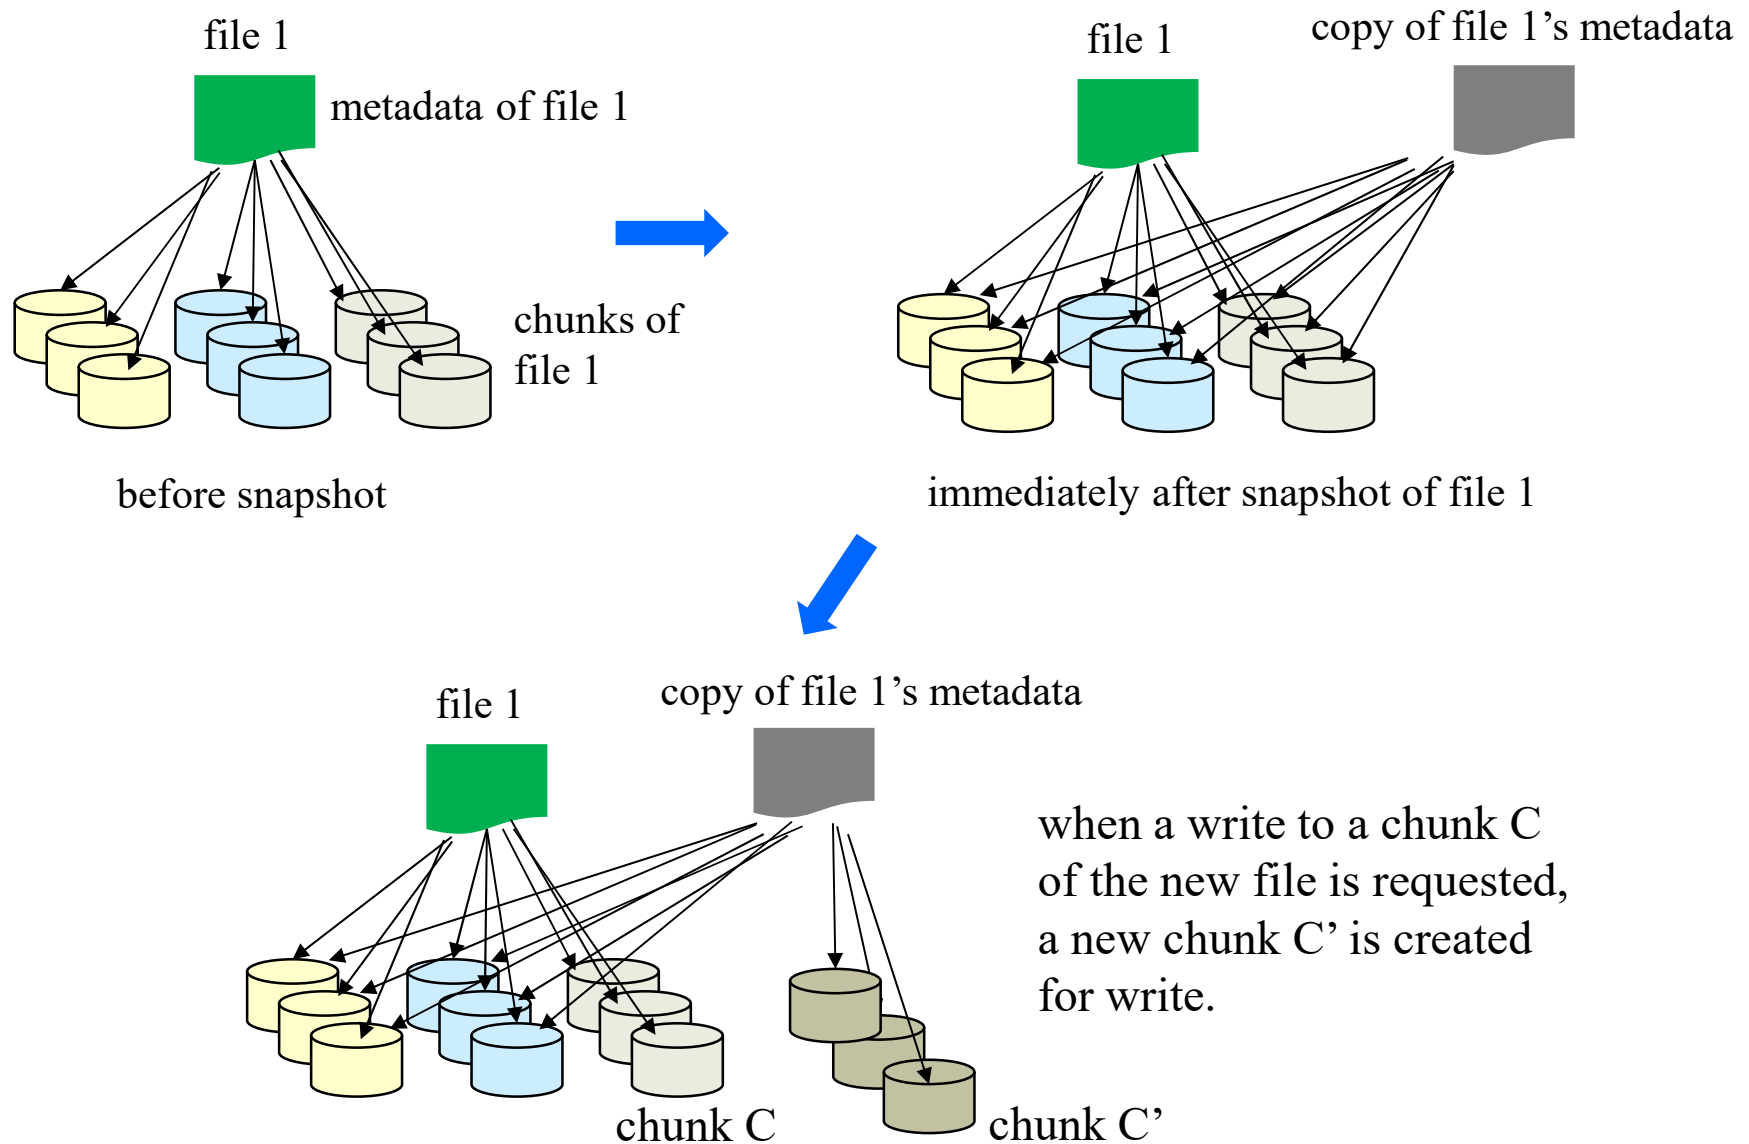 file 1
metadata of file 1
chunks of
file 1
before snapshot
file 1
copy of file 1’s metadata
immediately after snapshot of file 1
file 1
copy of file 1’s metadata
when a write to a chunk C
of the new file is requested,
a new chunk C’ is created
for write.
chunk C
chunk C’